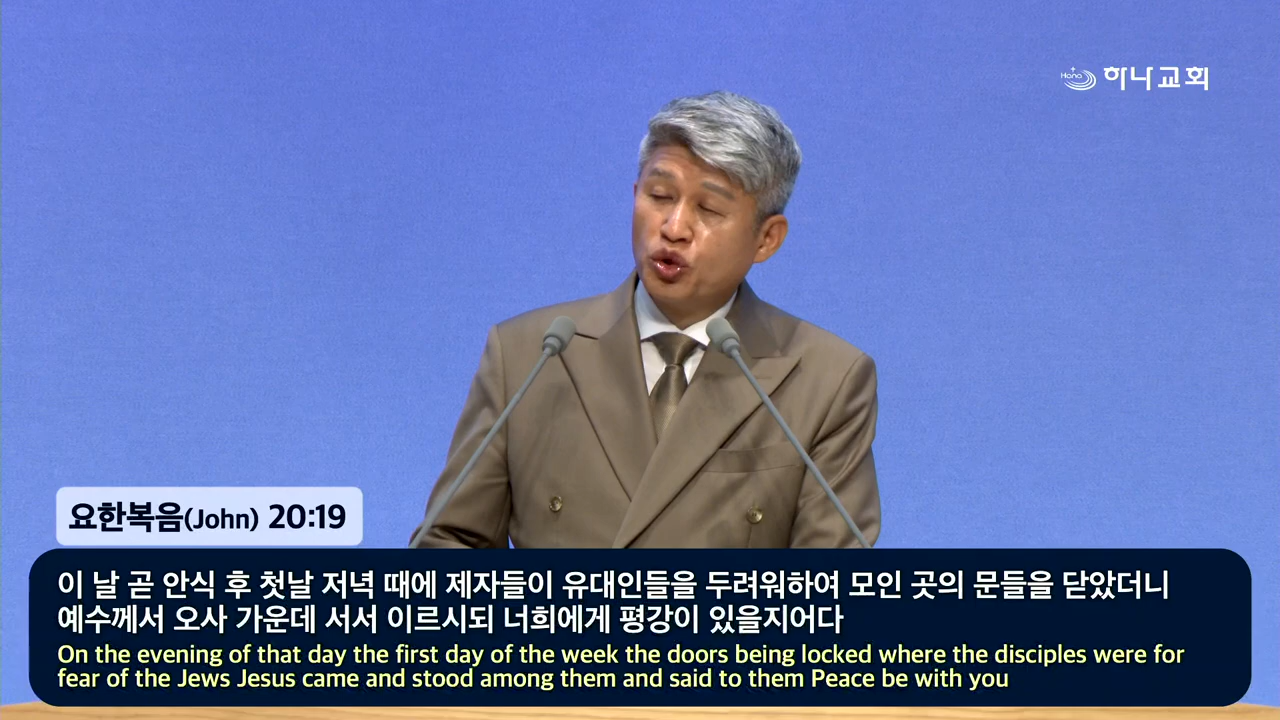 Hana 하나교회
요한복음(John) 20:19
이 날 곧 안식 후 첫날 저녁 때에 제자들이 유대인들을 두려워하여 모인 곳의 문들을 닫았더니
예수께서 오사 가운데 서서 이르시되 너희에게 평강이 있을지어다
On the evening of that day the first day of the week the doors being locked where the disciples were for
fear of the Jews Jesus came and stood among them and said to them Peace be with you